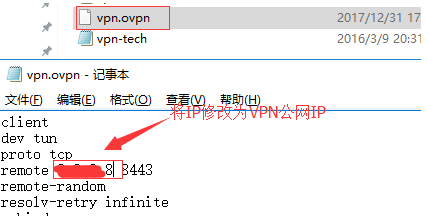 vpn.ovpn 2017/12/31 17
vpn-tech 2016/3/9 20:31
vpn.ovpn - 记事本
文件(F) 编辑(E) 格式(O) 查看(V) 帮助(H)
将IP修改为VPN公网IP
client
dev tun
proto tcp
remote 8 8443
remote-random
resolv-retry infinite